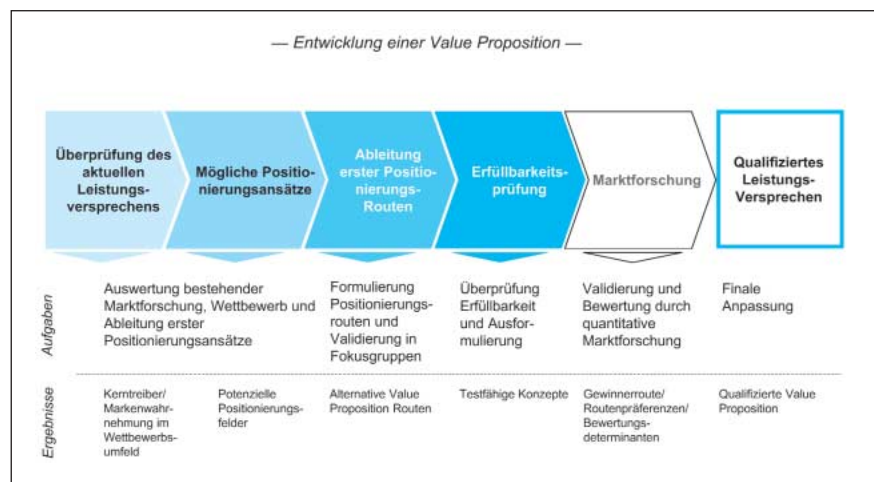 — Entwicklung einer Value Proposition —
Überprüfung des
aktuellen
Leistungs-
versprechens
Mögliche Positio-
nierungsansätze
Ableitung
erster Positio-
nierungs-
Routen
Erfüllbarkeits-
prüfung
Marktforschung
Qualifiziertes
Leistungs-
Versprechen
Aufgaben
Auswertung bestehender
Marktforschung, Wettbewerb und
Ableitung erster
Positionierungsansätze
Formulierung
Positionierungs-
routen und
Validierung in
Fokusgruppen
Überprüfung
Erfüllbarkeit
und Ausfor-
mulierung
Validierung und
Bewertung durch
quantitative
Marktforschung
Finale
Anpassung
Ergebnisse
Kerntreiber/
Markenwahr-
nehmung im
Wettbewerbs-
umfeld
Potenzielle
Positionierungs-
felder
Alternative Value
Proposition Routen
Testfähige Konzepte
Gewinnerroute/
Routenpräferenzen/
Bewertungs-
determinanten
Qualifizierte Value
Proposition